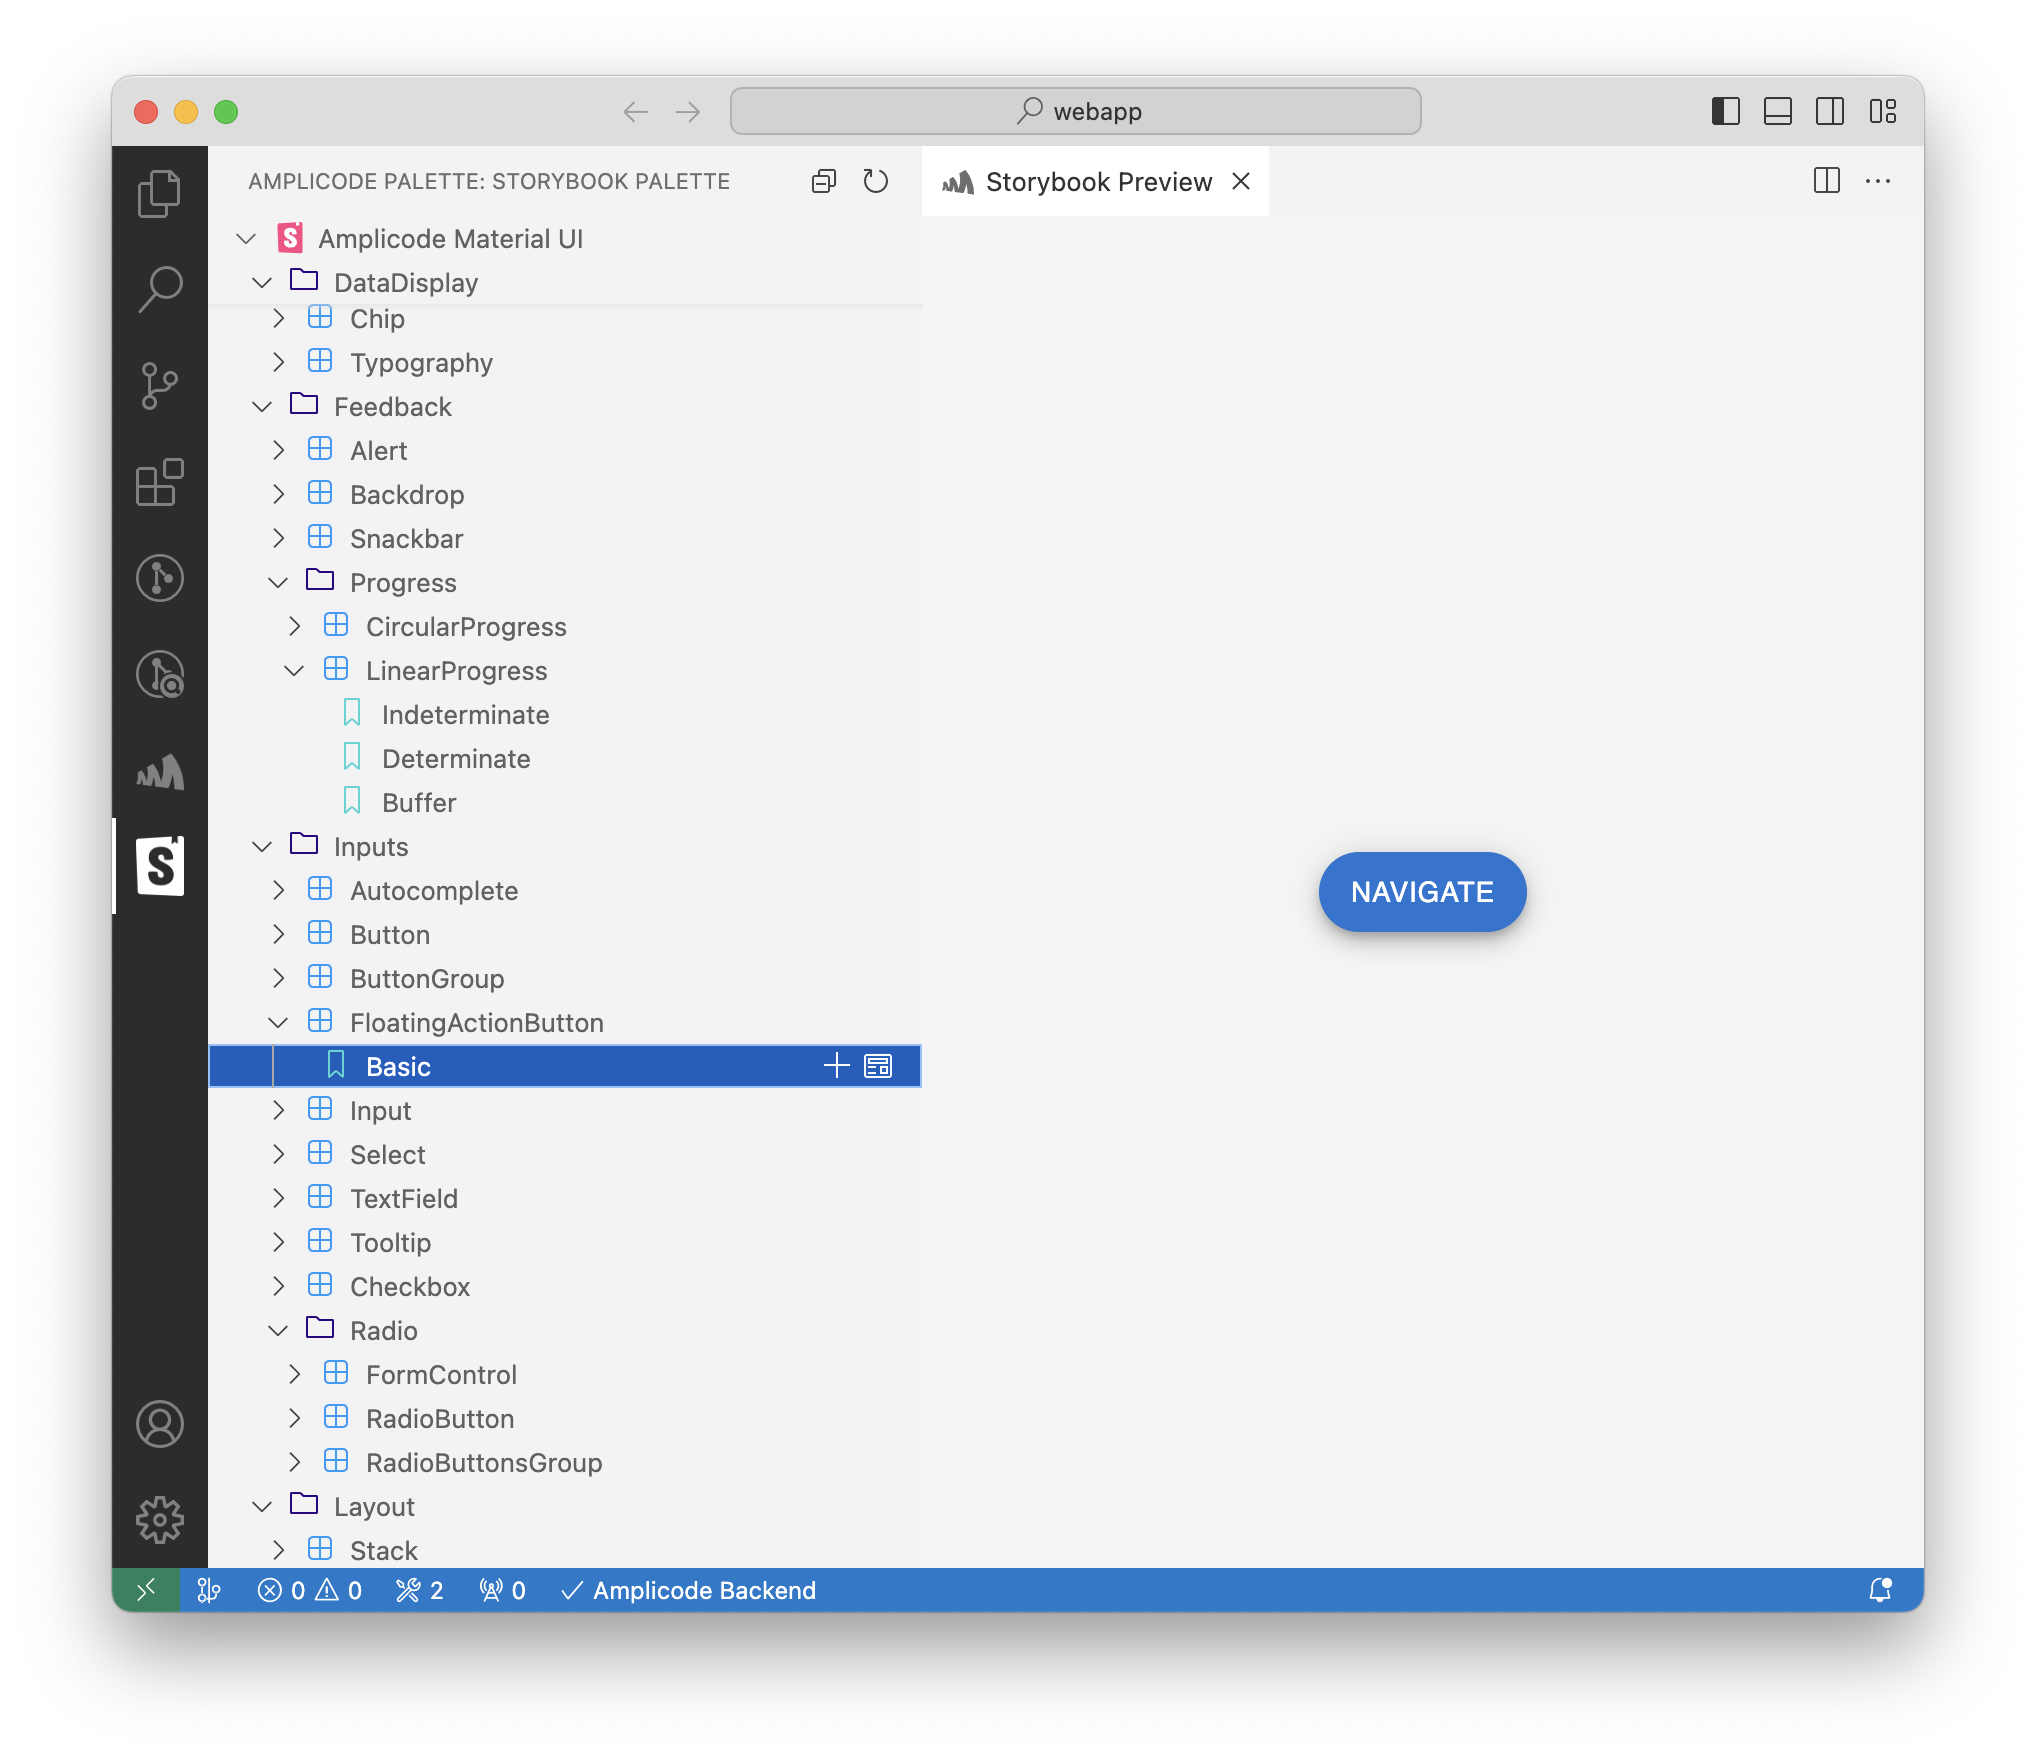 webapp
AMPLICODE PALETTE: STORYBOOK PALETTE
Storybook Preview
Amplicode Material UI
DataDisplay
Chip
Typography
Feedback
Alert
Backdrop
Snackbar
Progress
CircularProgress
LinearProgress
Indeterminate
Determinate
Buffer
Inputs
Autocomplete
Button
ButtonGroup
FloatingActionButton
Basic
Input
Select
TextField
Tooltip
Checkbox
Radio
FormControl
RadioButton
RadioButtonsGroup
Layout
Stack
NAVIGATE
0 0 2 0 Amplicode Backend